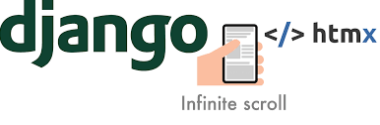 django
</> htmx
Infinite scroll